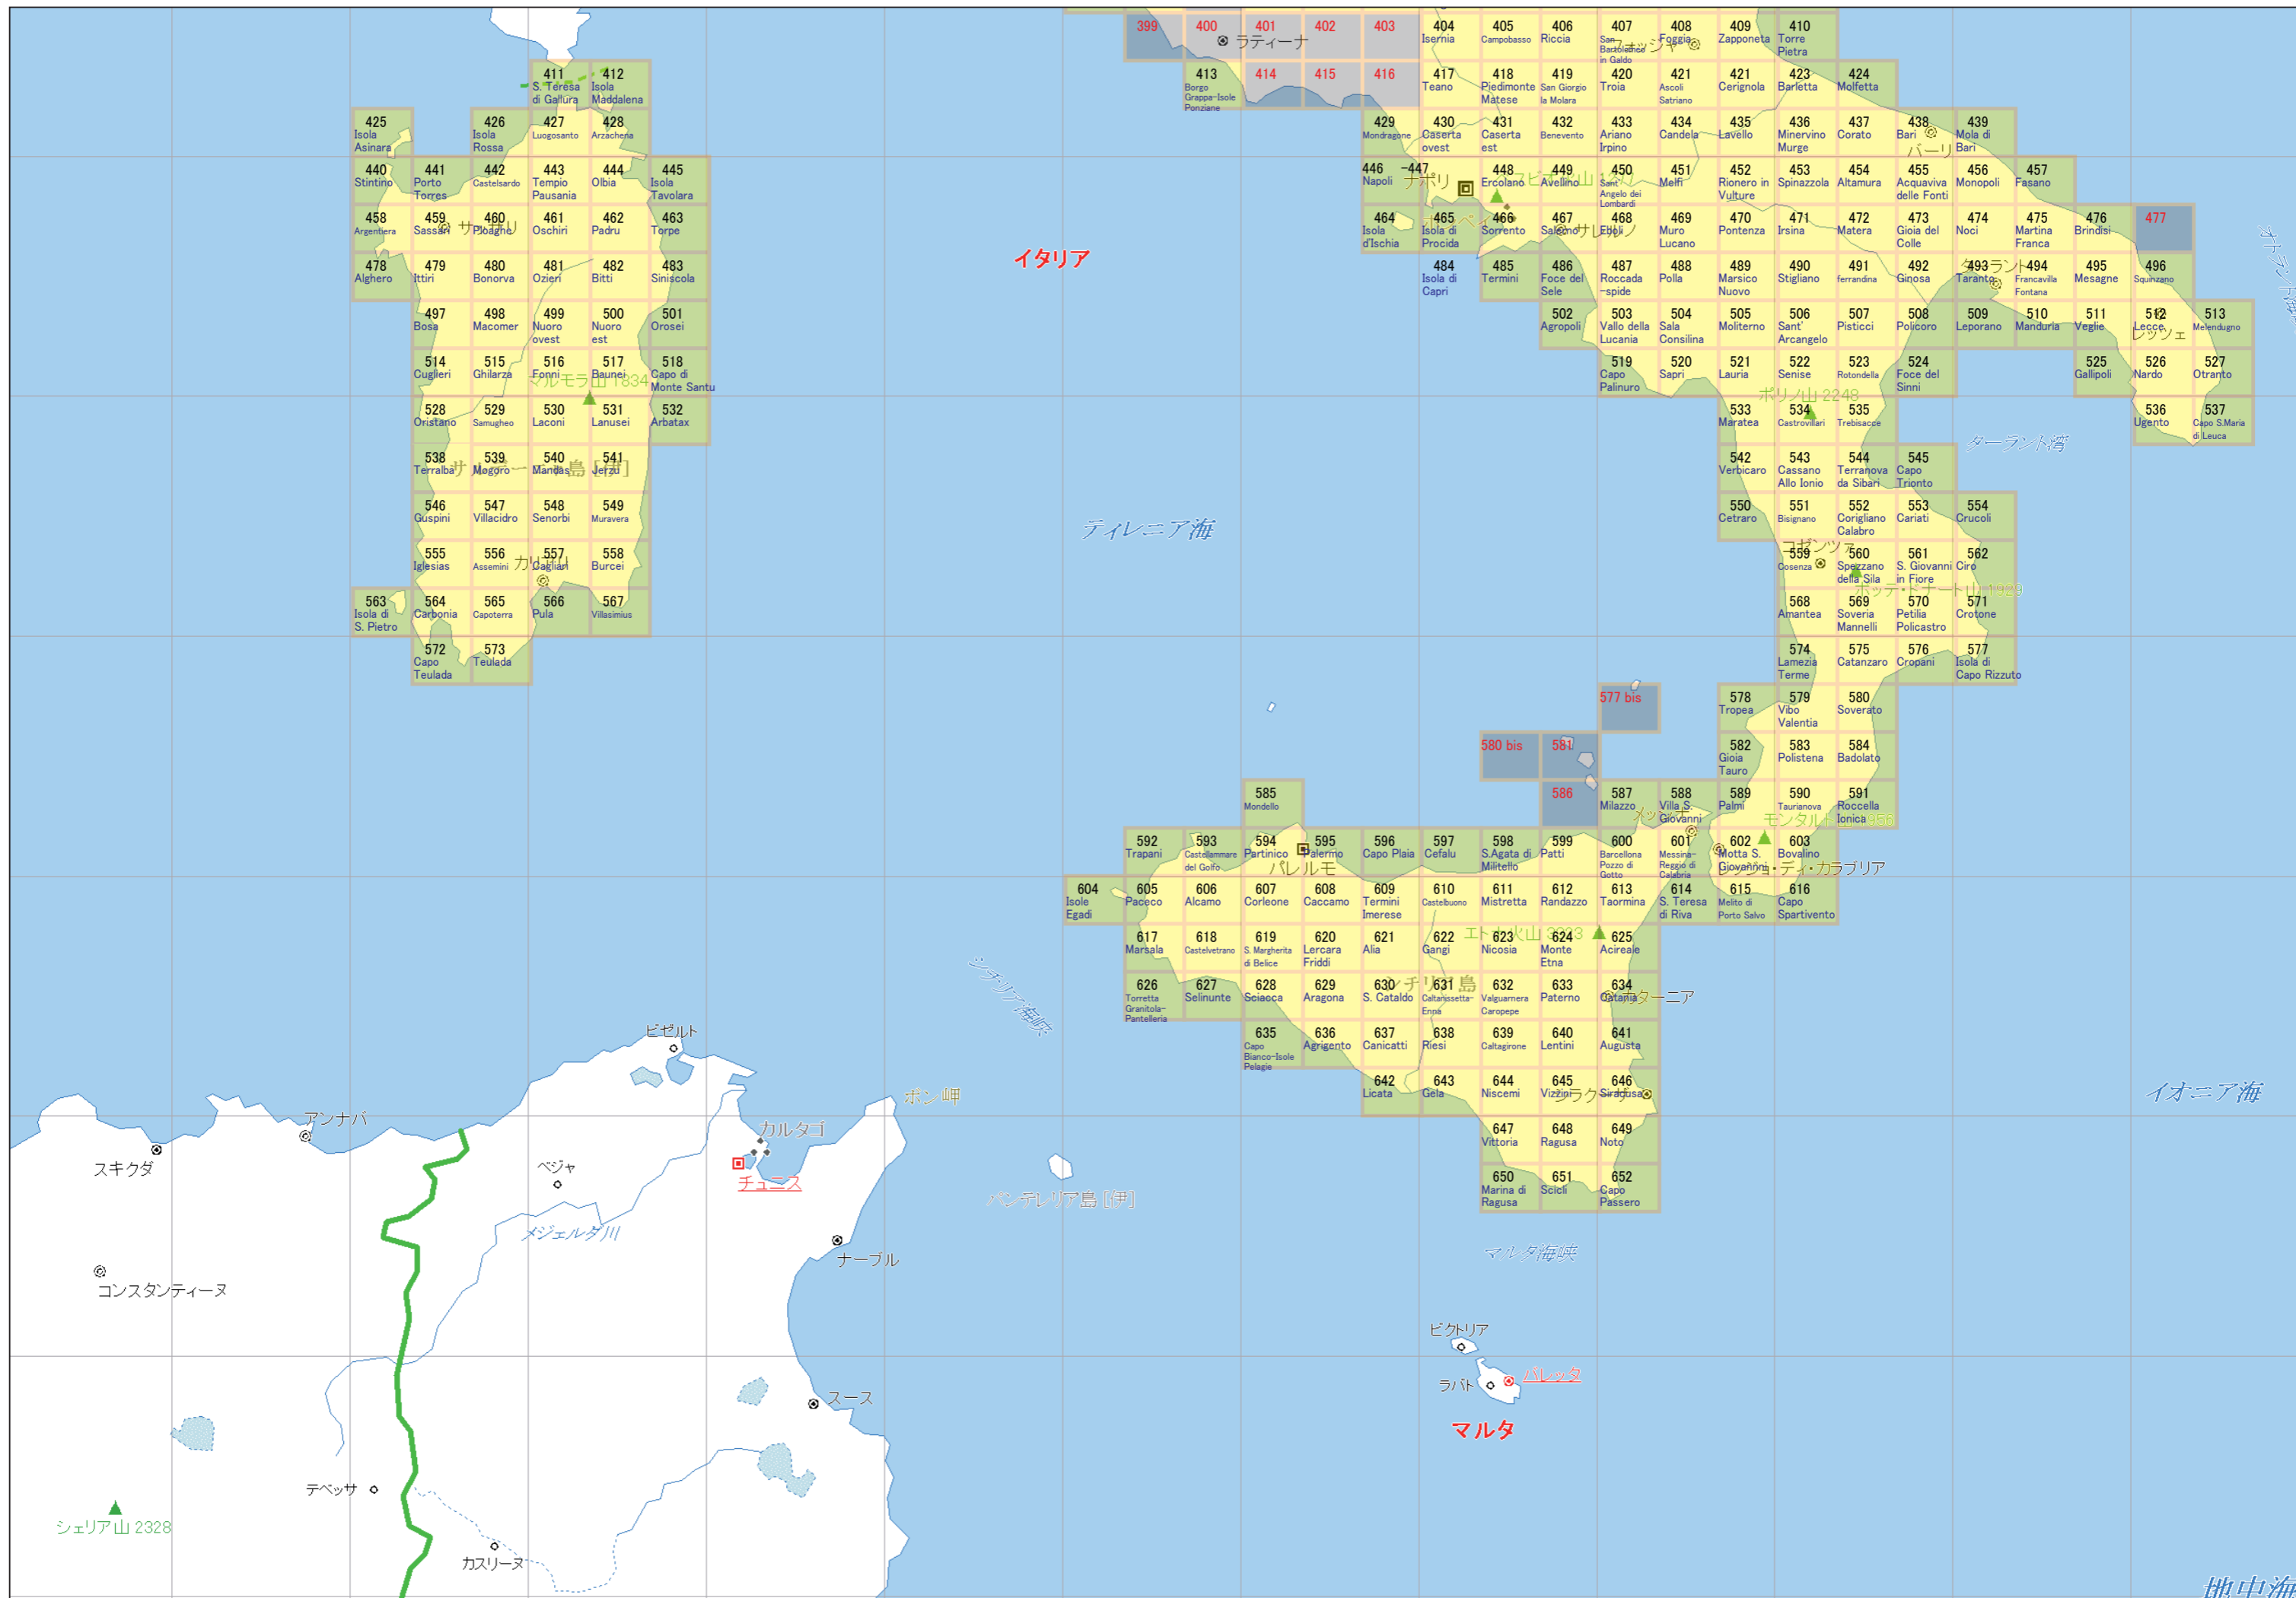 399 400 401 402 403 404 405 406 407 408 409 410
Isernia Campobasso Riccia San Bartolomeo in Galdo Foggia Zapponeta Torre Pietra
ラティーナ
411 412 413 414 415 416 417 418 419 420 421 421 423 424
S. Teresa di Gallura Isola Maddalena Borgo Grappa-Isole Ponziane Teano Piedimonte Matese San Giorgio la Molara Troia Ascoli Satriano Cerignola Barletta Molfetta
425 426 427 428 429 430 431 432 433 434 435 436 437 438 439
Isola Asinara Isola Rossa Luogosanto Arzachena Mondragone Caserta ovest Caserta est Benevento Ariano Irpino Candela Lavello Minervino Murge Corato Bari Mola di Bari
バーリ
440 441 442 443 444 445 446 -447 448 449 450 451 452 453 454 455 456 457
Stintino Porto Torres Castelsardo Tempio Pausania Olbia Isola Tavolara Napoli Ercolano Avellino Sant' Angelo dei Lombardi Melfi Rionero in Vulture Spinazzola Altamura Acquaviva delle Fonti Monopoli Fasano
ナポリ
458 459 460 461 462 463 464 465 466 467 468 469 470 471 472 473 474 475 476 477
Argentiera Sassari Ploaghe Oschiri Padru Torpe Isola d'Ischia Isola di Procida Sorrento Salerno Eboli Muro Lucano Potenza Irsina Matera Gioia del Colle Noci Martina Franca Brindisi
サレルノ
イタリア
478 479 480 481 482 483 484 485 486 487 488 489 490 491 492 493 494 495 496
Alghero Ittiri Bonorva Ozieri Bitti Siniscola Isola di Capri Termini Foce del Sele Roccada -spide Polla Marsico Nuovo Stigliano ferrandina Ginosa Taranto Francavilla Fontana Mesagne Squinzano
497 498 499 500 501 502 503 504 505 506 507 508 509 510 511 512 513
Bosa Macomer Nuoro ovest Nuoro est Orosei Agropoli Vallo della Lucania Sala Consilina Moliterno Sant' Arcangelo Pisticci Policoro Leporano Manduria Veglie Lecce Melendugno
レッツェ
514 515 516 517 518 519 520 521 522 523 524 525 526 527
Cuglieri Ghilarza Fonni Baunei Capo di Monte Santu Capo Palinuro Sapri Lauria Senise Rotondella Foce del Sinni Gallipoli Nardo Otranto
マルモラ山 1834
ポリノ山 2248
528 529 530 531 532 533 534 535 536 537
Oristano Samugheo Laconi Lanusei Arbatax Maratea Castrovillari Trebisacce Ugento Capo S.Maria di Leuca
ターラント湾
538 539 540 541 542 543 544 545
Terralba Mogoro Mandas Jerzu Verbicaro Cassano Allo Ionio Terranova da Sibari Capo Trionto
546 547 548 549 550 551 552 553 554
Guspini Villacidro Senorbi Muravera Cetraro Bisignano Corigliano Calabro Cariati Crucoli
ティレニア海
コゼンツァ
555 556 557 558 559 560 561 562
Iglesias Assemini Cagliari Burcei Cosenza Spezzano della Sila S. Giovanni in Fiore Ciro
563 564 565 566 567 568 569 570 571
Isola di S. Pietro Carbonia Capoterra Pula Villasimius Amantea Soveria Mannelli Petilia Policastro Crotone
572 573 574 575 576 577
Capo Teulada Teulada Lamezia Terme Catanzaro Cropani Isola di Capo Rizzuto
577 bis 578 579 580
Tropea Vibo Valentia Soverato
580 bis 581 582 583 584
Gioia Tauro Polistena Badolato
585 586 587 588 589 590 591
Mondello Milazzo Villa S. Giovanni Palmi Taurianova Roccella Ionica
592 593 594 595 596 597 598 599 600 601 602 603
Trapani Castellammare del Golfo Partinico Palermo Capo Plaia Cefalu S.Agata di Militello Patti Barcellona Pozzo di Gotto Messina-Reggio di Calabria Motta S. Giovanni Bovalino
パレルモ
604 605 606 607 608 609 610 611 612 613 614 615 616
Isole Egadi Paceco Alcamo Corleone Caccamo Termini Imerese Castelbuono Mistretta Randazzo Taormina S. Teresa di Riva Melito di Porto Salvo Capo Spartivento
617 618 619 620 621 622 623 624 625
Marsala Castelvetrano S. Margherita di Belice Lercara Friddi Alia Gangi Nicosia Monte Etna Acireale
シチリア海峡
626 627 628 629 630 631 632 633 634
Torretta Granitola-Pantelleria Selinunte Sciacca Aragona S. Cataldo Caltanissetta-Enna Valguarnera Caropepe Paterno Catania
カターニア
635 636 637 638 639 640 641
Capo Bianco-Isole Pelagie Agrigento Canicatti Riesi Caltagirone Lentini Augusta
ビゼルト
642 643 644 645 646
Licata Gela Niscemi Vizzini Siracusa
ボン岬
イオニア海
アンナバ
カルタゴ
647 648 649
Vittoria Ragusa Noto
スキクダ
ベジャ
チュニス
650 651 652
Marina di Ragusa Scicli Capo Passero
パンテレリア島 [伊]
メジェルダ川
ナーブル
マルタ海峡
コンスタンティーヌ
ビクトリア
ラバト
バレッタ
スース
マルタ
テベッサ
シェリア山 2328
カスリーヌ
地中海